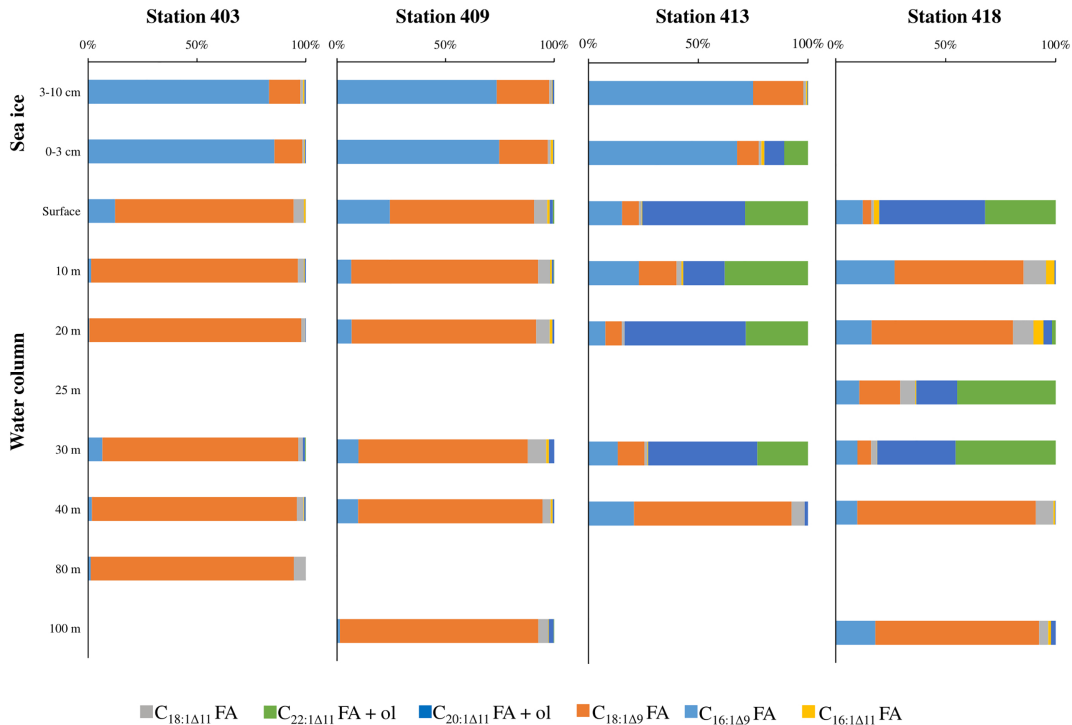 Station 403 Station 409 Station 413 Station 418
0% 50% 100% 0% 50% 100% 0% 50% 100% 0% 50% 100%
Sea ice
3-10 cm
0-3 cm
Water column
Surface
10 m
20 m
25 m
30 m
40 m
80 m
100 m
C18:1Δ11 FA C22:1Δ11 FA + ol C20:1Δ11 FA + ol C18:1Δ9 FA C16:1Δ9 FA C16:1Δ11 FA